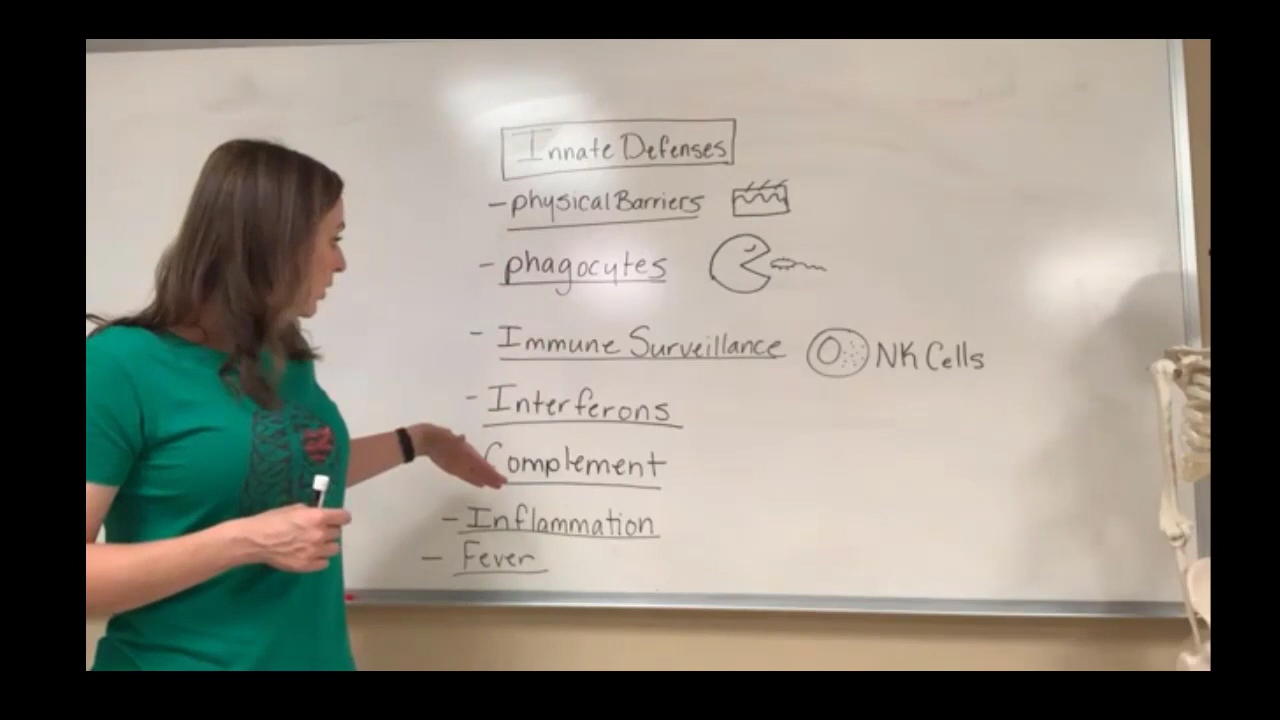 Innate Defenses
- physical Barriers
- phagocytes
- Immune Surveillance NK Cells
- Interferons
Complement
- Inflammation
- Fever